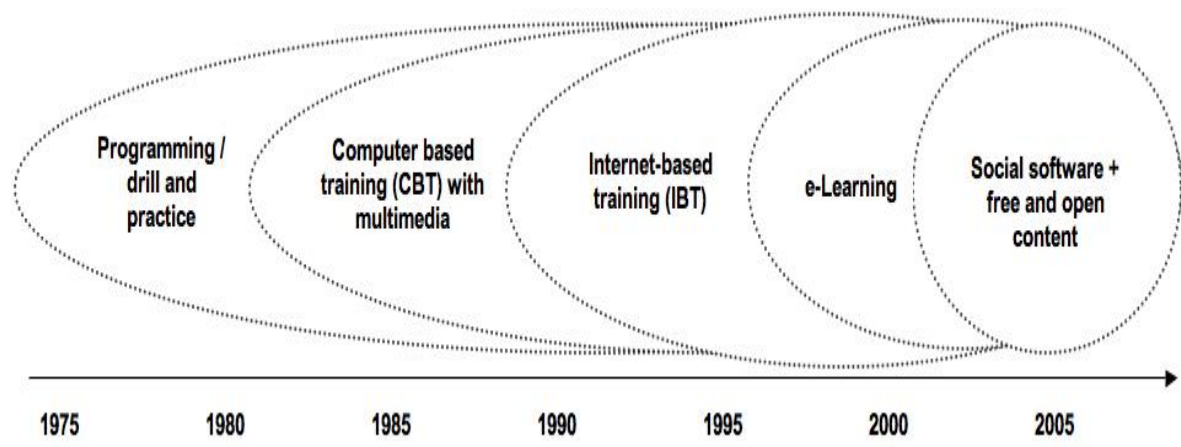 Programming /
drill and
practice
Computer based
training (CBT) with
multimedia
Internet-based
training (IBT)
e-Learning
Social software +
free and open
content
1975 1980 1985 1990 1995 2000 2005